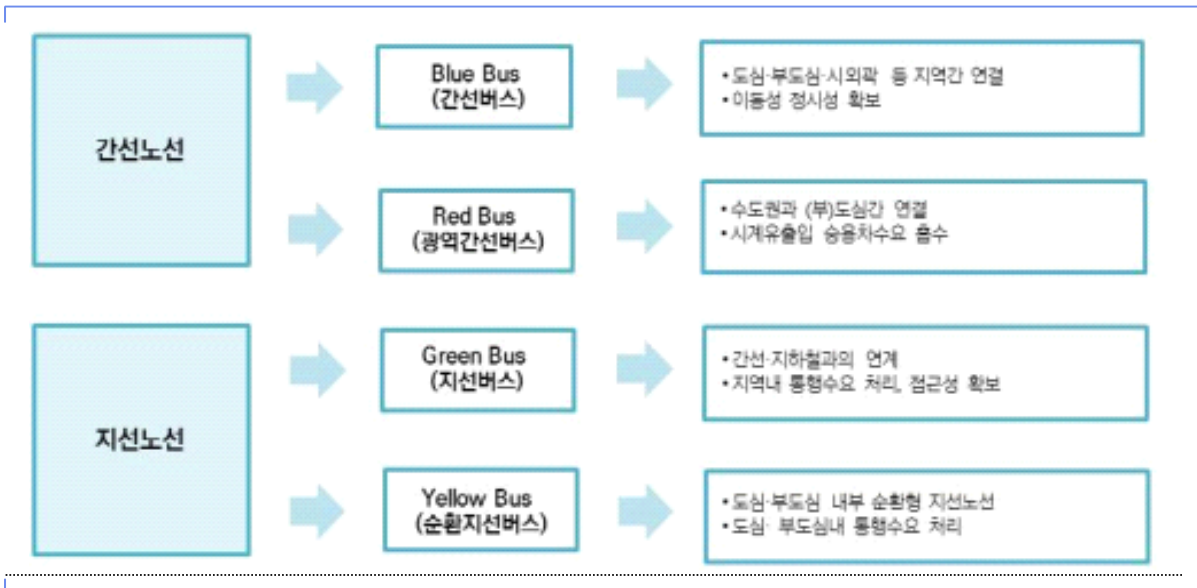 간선노선
Blue Bus
(간선버스)
•도심·부도심·시외곽 등 지역간 연결
•이동성 정시성 확보
Red Bus
(광역간선버스)
•수도권과 (부)도심간 연결
•시계유출입 승용차수요 흡수
지선노선
Green Bus
(지선버스)
•간선·지하철과의 연계
•지역내 통행수요 처리, 접근성 확보
Yellow Bus
(순환지선버스)
•도심·부도심 내부 순환형 지선노선
•도심· 부도심내 통행수요 처리